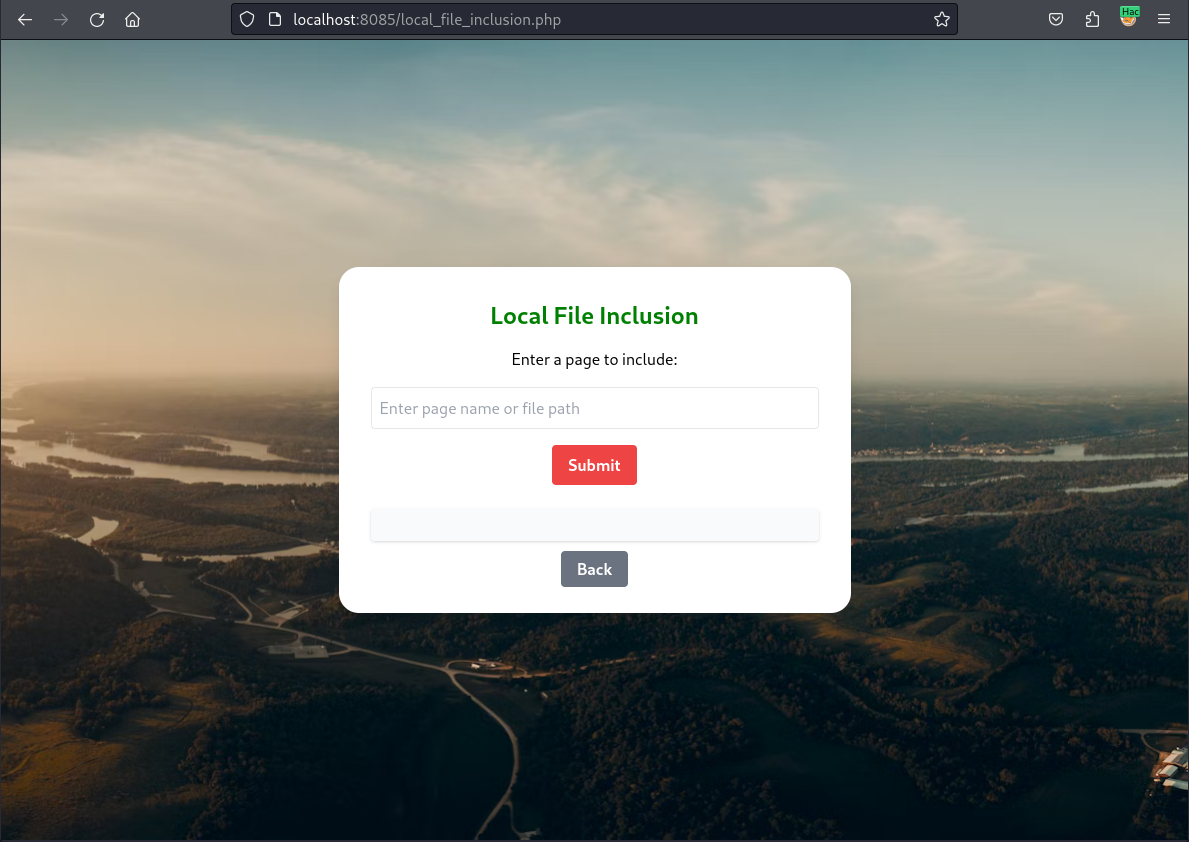 localhost:8085/local_file_inclusion.php
Hac
Local File Inclusion
Enter a page to include:
Enter page name or file path
Submit
Back